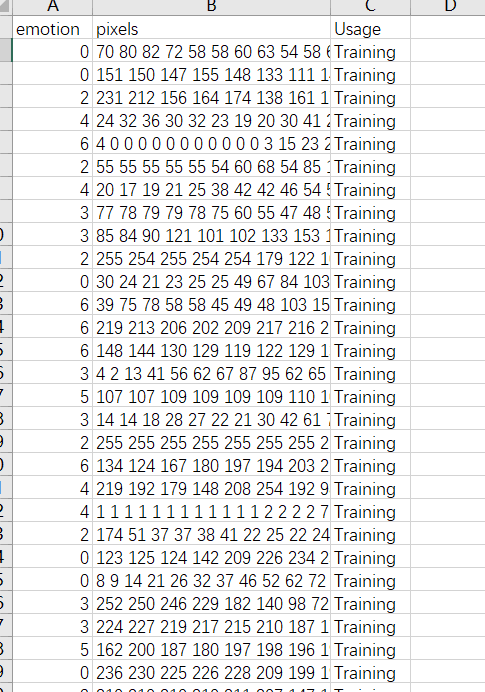 A B C D
emotion pixels Usage
0 70 80 82 72 58 58 60 63 54 58 Training
0 151 150 147 155 148 133 111 Training
2 231 212 156 164 174 138 161 Training
4 24 32 36 30 32 23 19 20 30 41 Training
6 4 0 0 0 0 0 0 0 0 0 0 0 3 15 23 Training
2 55 55 55 55 55 54 60 68 54 85 Training
4 20 17 19 21 25 38 42 42 46 54 Training
3 77 78 79 79 78 75 60 55 47 48 Training
3 85 84 90 121 101 102 133 153 Training
2 255 254 255 254 254 179 122 Training
0 30 24 21 23 25 25 49 67 84 103 Training
6 39 75 78 58 58 45 49 48 103 15 Training
6 219 213 206 202 209 217 216 2 Training
6 148 144 130 129 119 122 129 1 Training
3 4 2 13 41 56 62 67 87 95 62 65 Training
5 107 107 109 109 109 109 110 Training
3 14 14 18 28 27 22 21 30 42 61 Training
2 255 255 255 255 255 255 255 2 Training
6 134 124 167 180 197 194 203 2 Training
4 219 192 179 148 208 254 192 9 Training
4 1 1 1 1 1 1 1 1 1 1 1 1 2 2 2 2 7 Training
2 174 51 37 37 38 41 22 25 22 24 Training
0 123 125 124 142 209 226 234 2 Training
0 8 9 14 21 26 32 37 46 52 62 72 Training
3 252 250 246 229 182 140 98 72 Training
3 224 227 219 217 215 210 187 1 Training
5 162 200 187 180 197 198 196 1 Training
0 236 230 225 226 228 209 199 1 Training